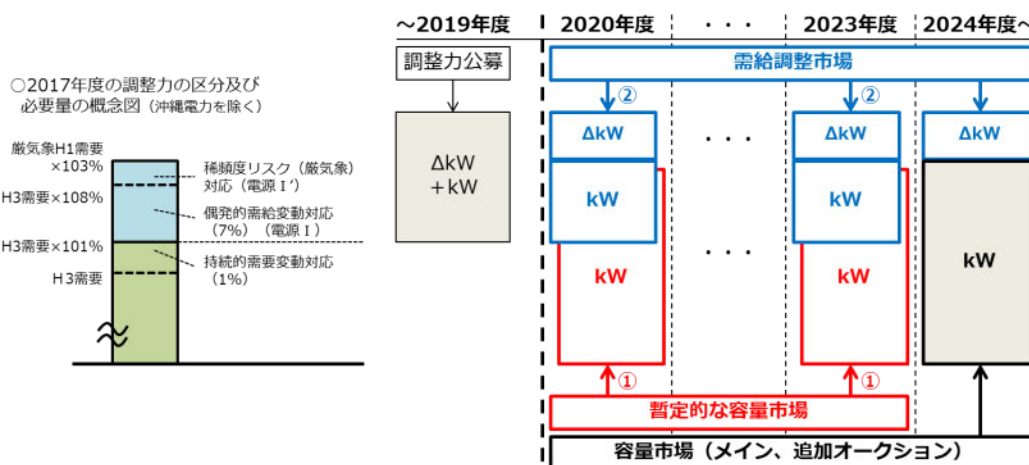 ~2019年度
2020年度
・・・
2023年度
2024年度~
調整力公募
需給調整市場
○2017年度の調整力の区分及び
必要量の概念図（沖縄電力を除く）
②
②
厳気象H1需要
×103%
稀頻度リスク（厳気象）
対応（電源Ⅰ’）
H3需要×108%
偶発的需給変動対応
（7%）（電源Ⅰ）
H3需要×101%
持続的需要変動対応
（1%）
H3需要
ΔkW
+kW
ΔkW
・・・
ΔkW
ΔkW
kW
kW
・・・
kW
kW
kW
①
①
暫定的な容量市場
容量市場（メイン、追加オークション）